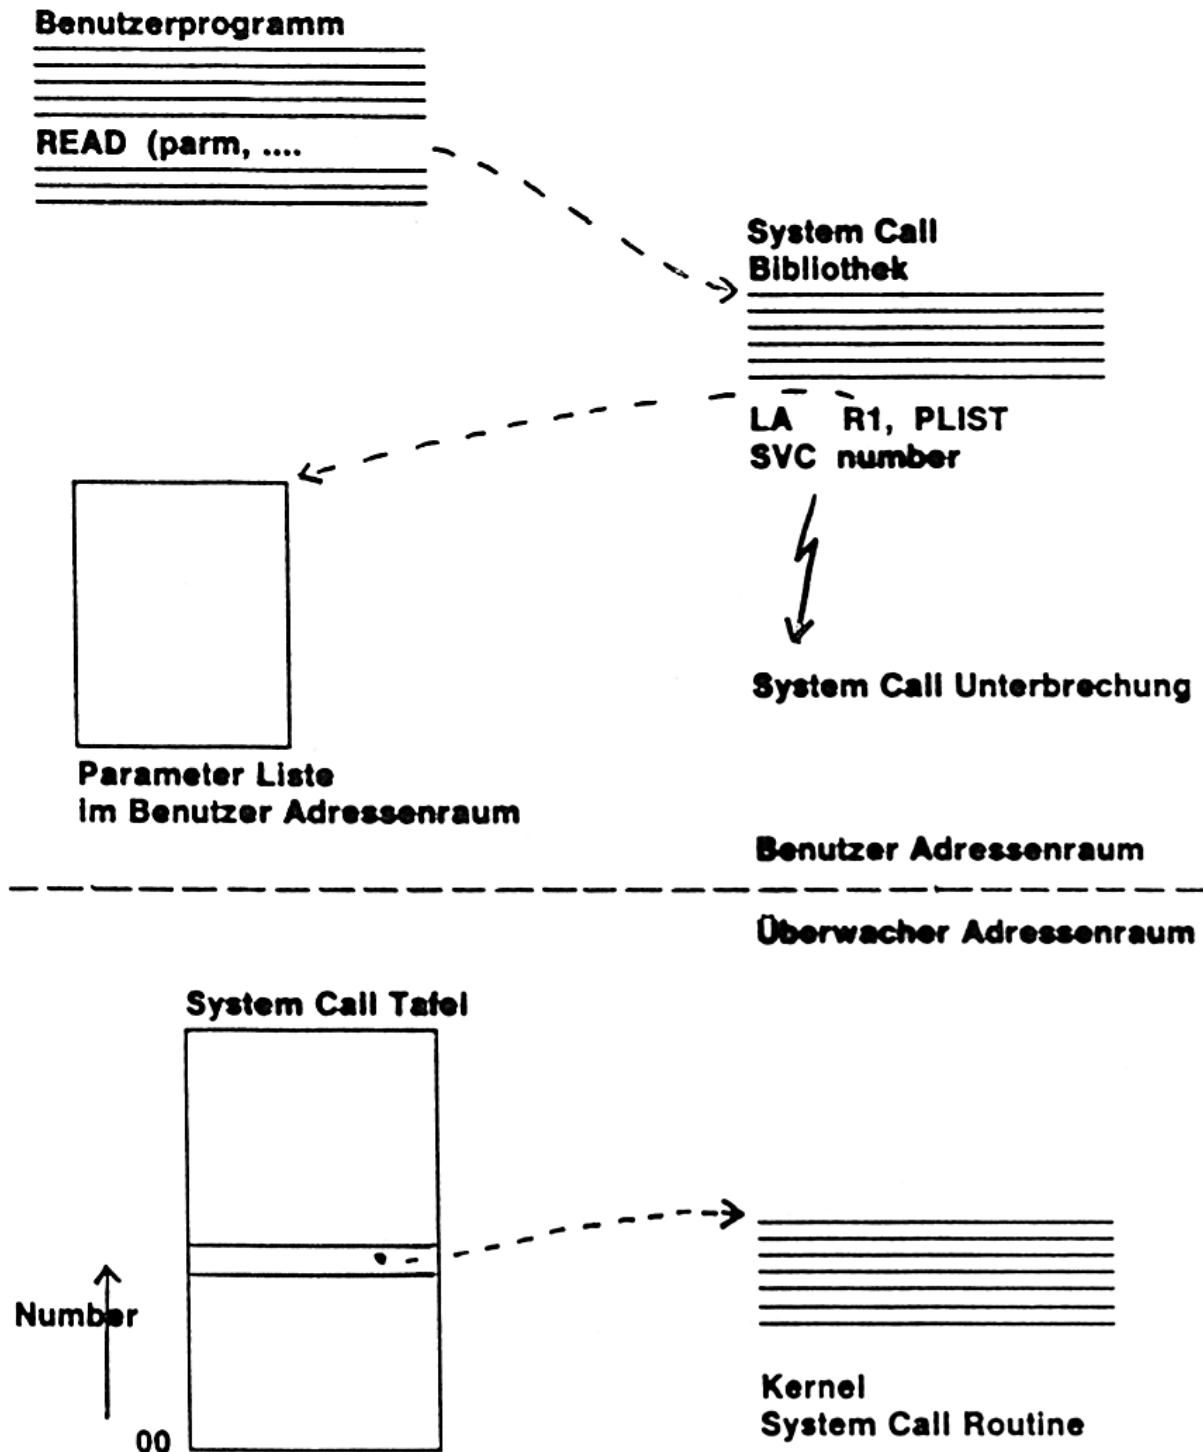 Benutzerprogramm
READ (parm, ....
System Call
Bibliothek
LA R1, PLIST
SVC number
System Call Unterbrechung
Parameter Liste
im Benutzer Adressenraum
Benutzer Adressenraum
Überwacher Adressenraum
System Call Tafel
Number
00
Kernel
System Call Routine